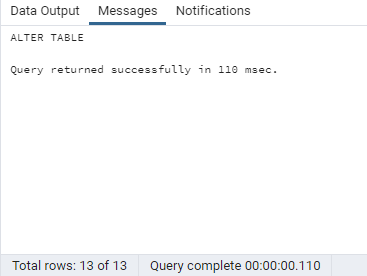 Data Output Messages Notifications
ALTER TABLE
Query returned successfully in 110 msec.
Total rows: 13 of 13 Query complete 00:00:00.110